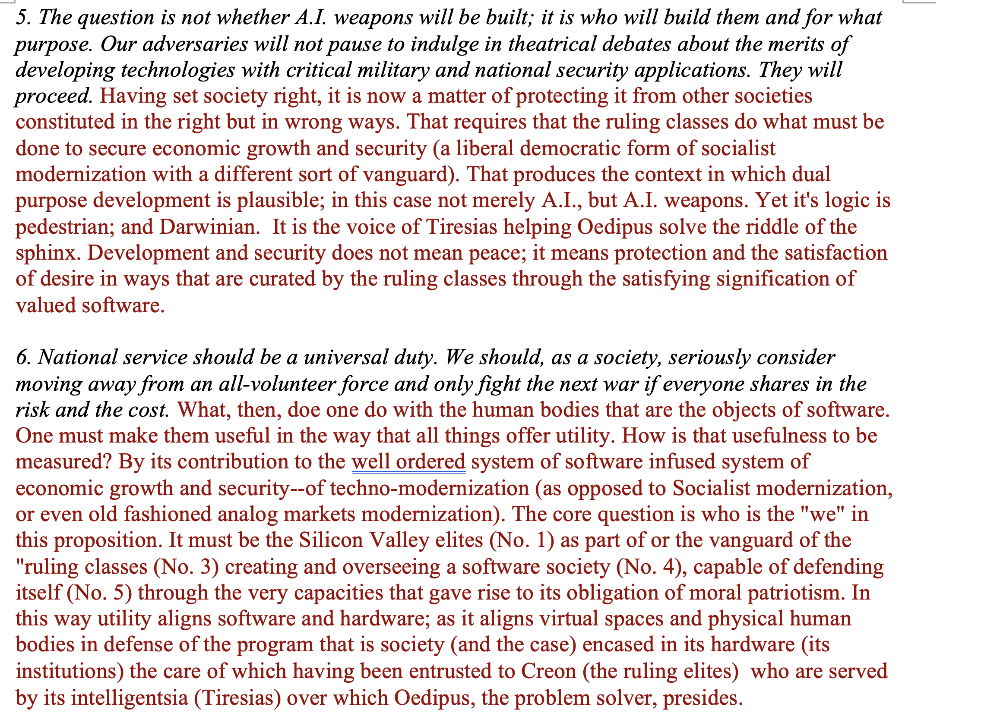 5. The question is not whether A.I. weapons will be built; it is who will build them and for what
purpose. Our adversaries will not pause to indulge in theatrical debates about the merits of
developing technologies with critical military and national security applications. They will
proceed. Having set society right, it is now a matter of protecting it from other societies
constituted in the right but in wrong ways. That requires that the ruling classes do what must be
done to secure economic growth and security (a liberal democratic form of socialist
modernization with a different sort of vanguard). That produces the context in which dual
purpose development is plausible; in this case not merely A.I., but A.I. weapons. Yet it's logic is
pedestrian; and Darwinian.  It is the voice of Tiresias helping Oedipus solve the riddle of the
sphinx. Development and security does not mean peace; it means protection and the satisfaction
of desire in ways that are curated by the ruling classes through the satisfying signification of
valued software.
6. National service should be a universal duty. We should, as a society, seriously consider
moving away from an all-volunteer force and only fight the next war if everyone shares in the
risk and the cost. What, then, doe one do with the human bodies that are the objects of software.
One must make them useful in the way that all things offer utility. How is that usefulness to be
measured? By its contribution to the well ordered system of software infused system of
economic growth and security--of techno-modernization (as opposed to Socialist modernization,
or even old fashioned analog markets modernization). The core question is who is the "we" in
this proposition. It must be the Silicon Valley elites (No. 1) as part of or the vanguard of the
"ruling classes (No. 3) creating and overseeing a software society (No. 4), capable of defending
itself (No. 5) through the very capacities that gave rise to its obligation of moral patriotism. In
this way utility aligns software and hardware; as it aligns virtual spaces and physical human
bodies in defense of the program that is society (and the case) encased in its hardware (its
institutions) the care of which having been entrusted to Creon (the ruling elites)  who are served
by its intelligentsia (Tiresias) over which Oedipus, the problem solver, presides.